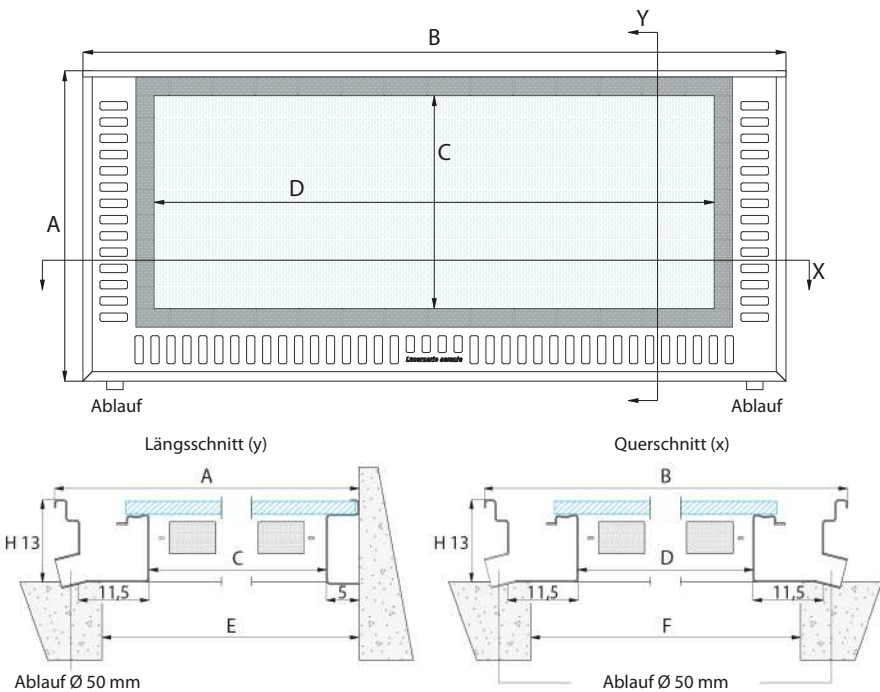 Y
B
C
D
A
X
Ablauf
Ablauf
Längsschnitt (y)
Querschnitt (x)
A
B
H 13
H 13
C
D
11,5
5
11,5
11,5
E
F
Ablauf Ø 50 mm
Ablauf Ø 50 mm